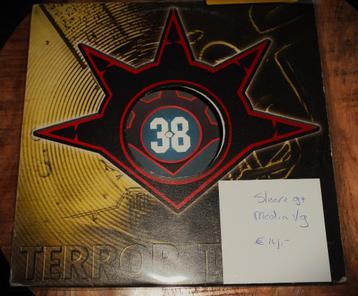 38
Sleeve g+
Media Vg
€ 14,-
TERROR T